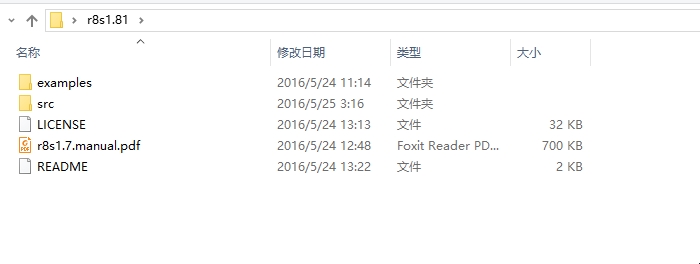 r8s1.81
名称 修改日期 类型 大小
examples 2016/5/24 11:14 文件夹
src 2016/5/25 3:16 文件夹
LICENSE 2016/5/24 13:13 文件 32 KB
r8s1.7.manual.pdf 2016/5/24 12:48 Foxit Reader PD... 700 KB
README 2016/5/24 13:22 文件 2 KB